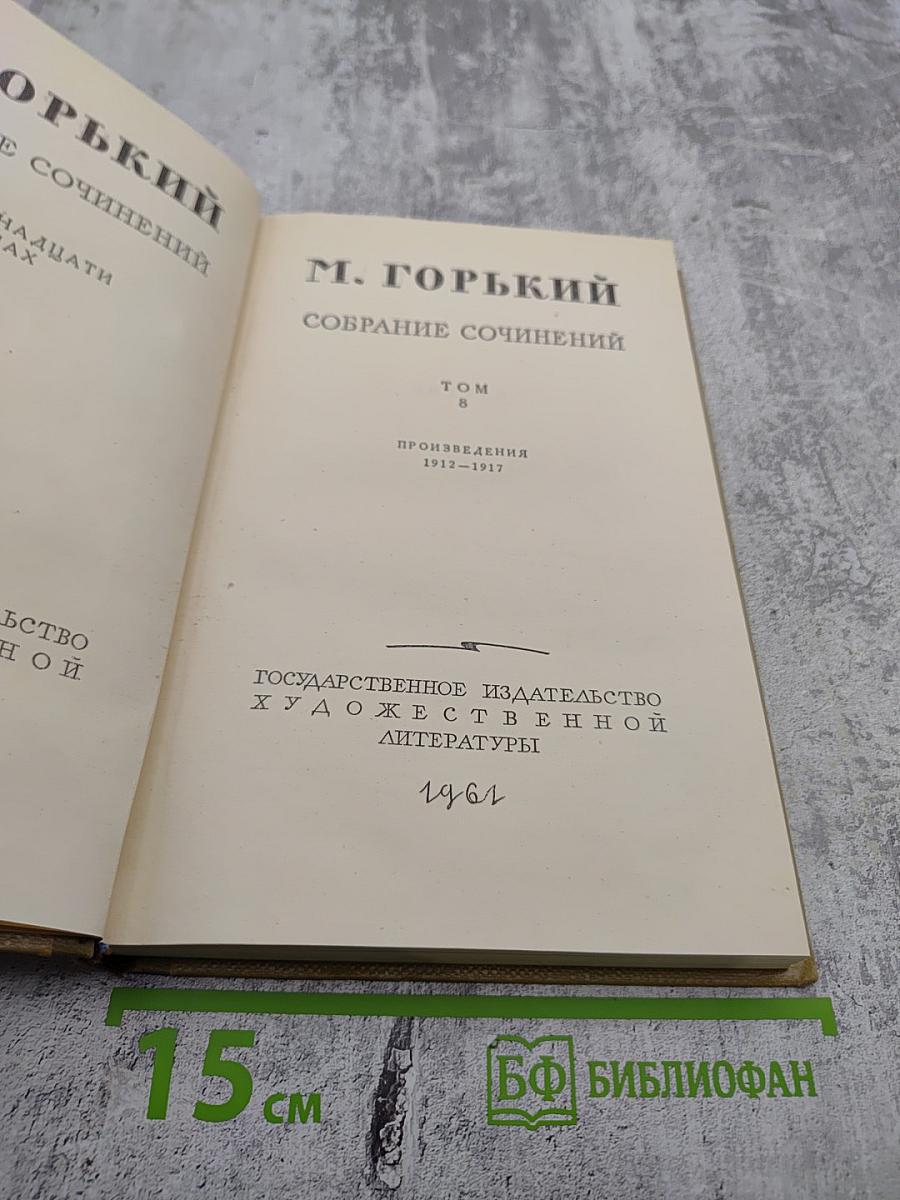 ОРЬКИЙ
Е СОЧИНЕНИЙ
НАДЦАТИ
АХ
ЬСТВО
НОЙ
М. ГОРЬКИЙ
СОБРАНИЕ СОЧИНЕНИЙ
ТОМ
8
ПРОИЗВЕДЕНИЯ
1912—1917
ГОСУДАРСТВЕННОЕ ИЗДАТЕЛЬСТВО
ХУДОЖЕСТВЕННОЙ
ЛИТЕРАТУРЫ
1961
15 см
БФ БИБЛИОФАН